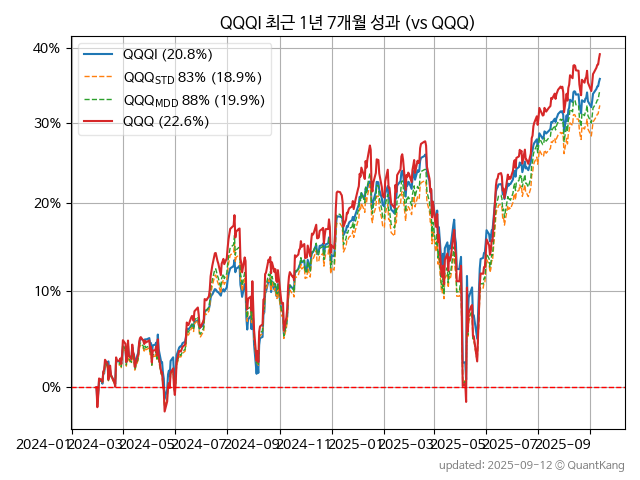 QQQI 최근 1년 7개월 성과 (vs QQQ)
40%
30%
20%
10%
0%
QQQI (20.8%)
QQQSTD 83% (18.9%)
QQQMDD 88% (19.9%)
QQQ (22.6%)
2024-01 2024-03 2024-05 2024-07 2024-09 2024-11 2025-01 2025-03 2025-05 2025-07 2025-09
updated: 2025-09-12 © QuantKang